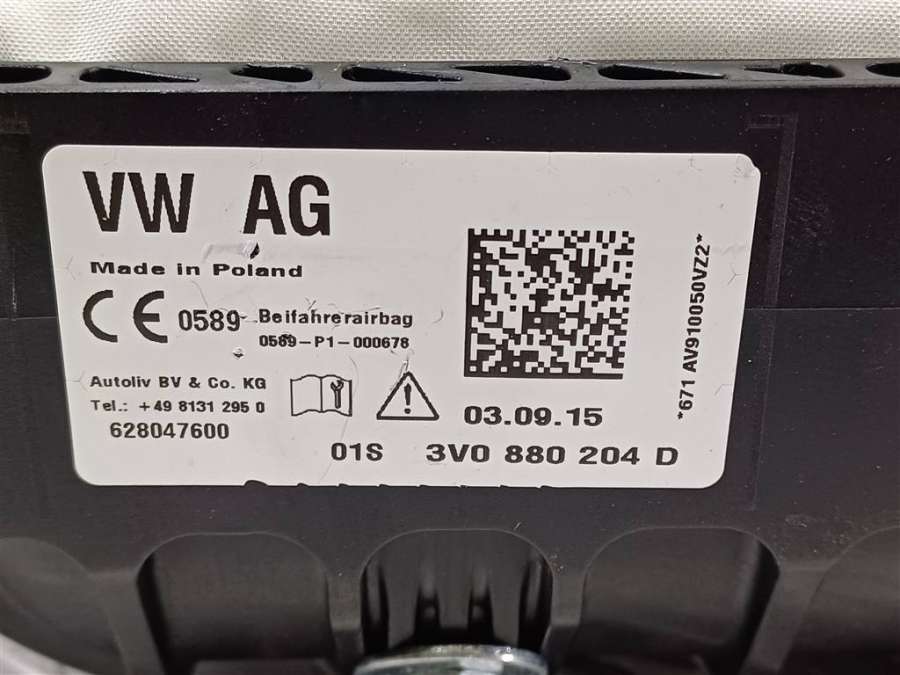 VW AG
Made in Poland
CE 0589 Beifahrerairbag
0589-P1-000678
Autoliv BV & Co. KG
Tel.: +49 8131 295 0
628047600
03.09.15
01S 3V0 880 204 D
*671 AV910050VZ2*